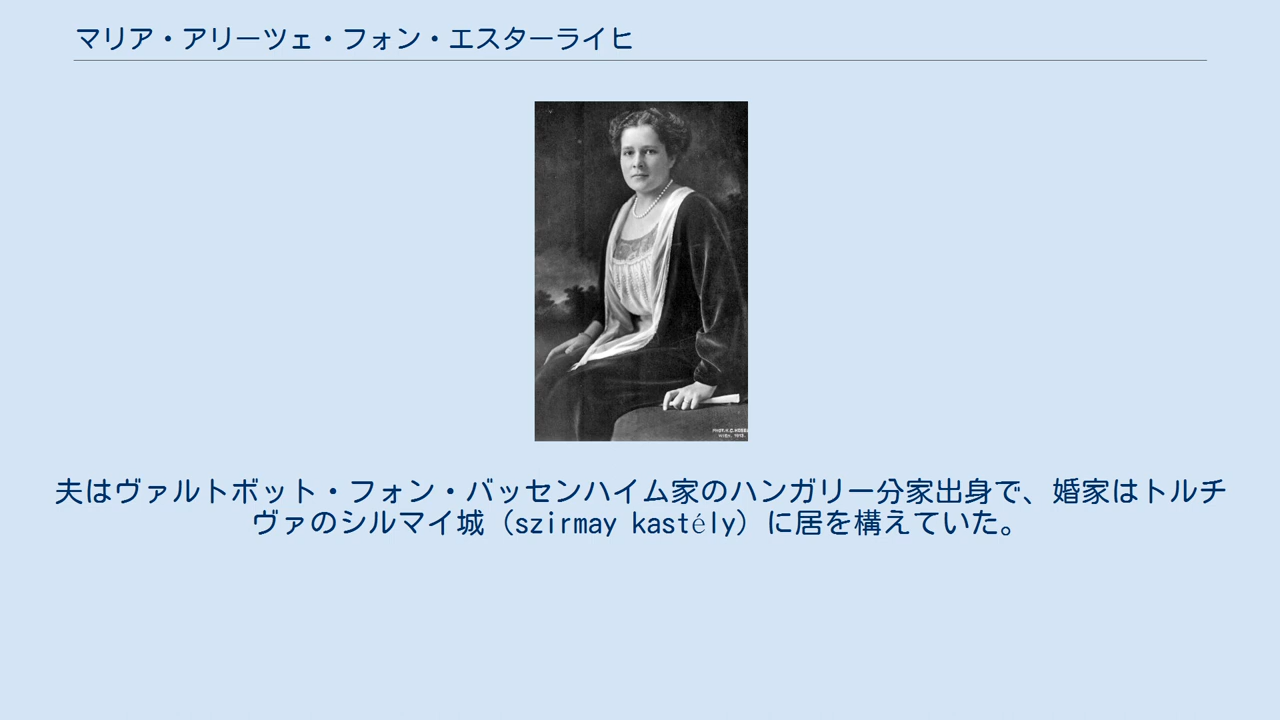 マリア・アリーツェ・フォン・エスターライヒ
夫はヴァルトボット・フォン・バッセンハイム家のハンガリー分家出身で、婚家はトルチ
ヴァのシルマイ城（szirmay kastély）に居を構えていた。